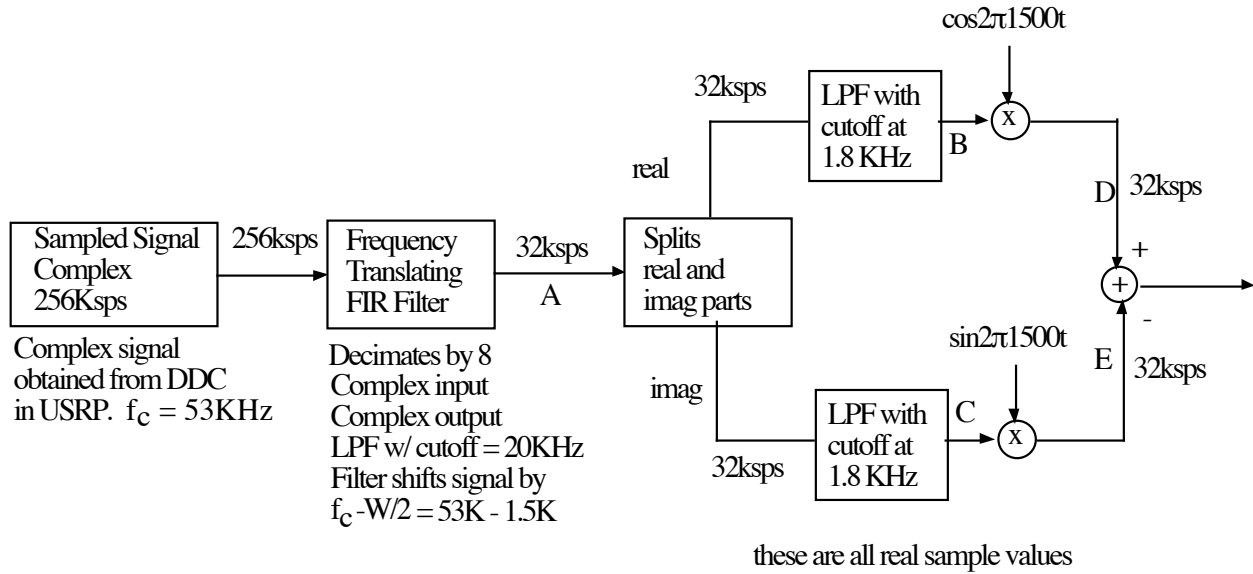 cos2π1500t
32ksps
LPF with
cutoff at
1.8 KHz
B
x
real
D
32ksps
Sampled Signal
Complex
256Ksps
256ksps
Frequency
Translating
FIR Filter
32ksps
A
Splits
real and
imag parts
+
+
-
Complex signal
obtained from DDC
in USRP. fc = 53KHz
Decimates by 8
Complex input
Complex output
LPF w/ cutoff = 20KHz
Filter shifts signal by
fc -W/2 = 53K - 1.5K
imag
sin2π1500t
E
32ksps
32ksps
LPF with
cutoff at
1.8 KHz
C
x
these are all real sample values